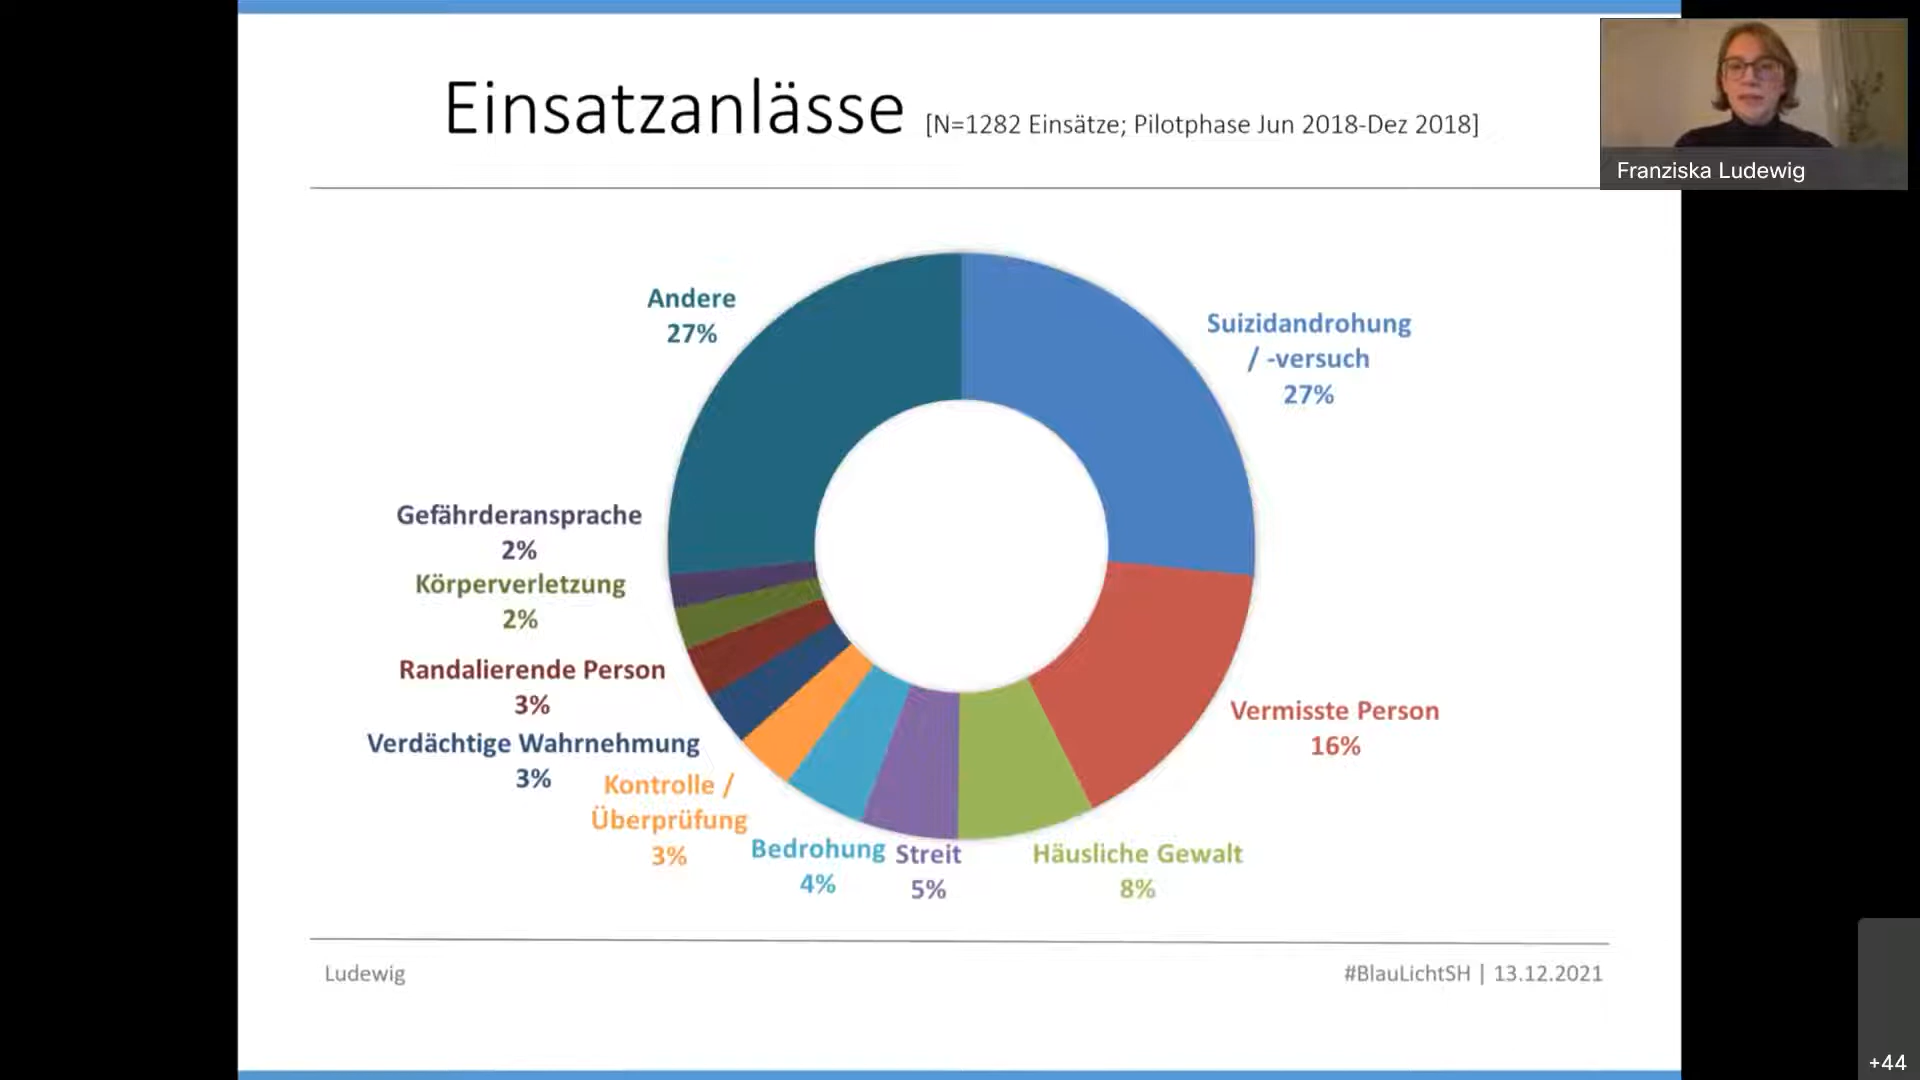 Einsatzanlässe [N=1282 Einsätze; Pilotphase Jun 2018-Dez 2018]
Franziska Ludewig
Andere
27%
Suizidandrohung
/ -versuch
27%
Gefährderansprache
2%
Körperverletzung
2%
Randalierende Person
3%
Verdächtige Wahrnehmung
3%
Kontrolle /
Überprüfung
3%
Bedrohung
4%
Streit
5%
Häusliche Gewalt
8%
Vermisste Person
16%
Ludewig
#BlauLichtSH | 13.12.2021
+44